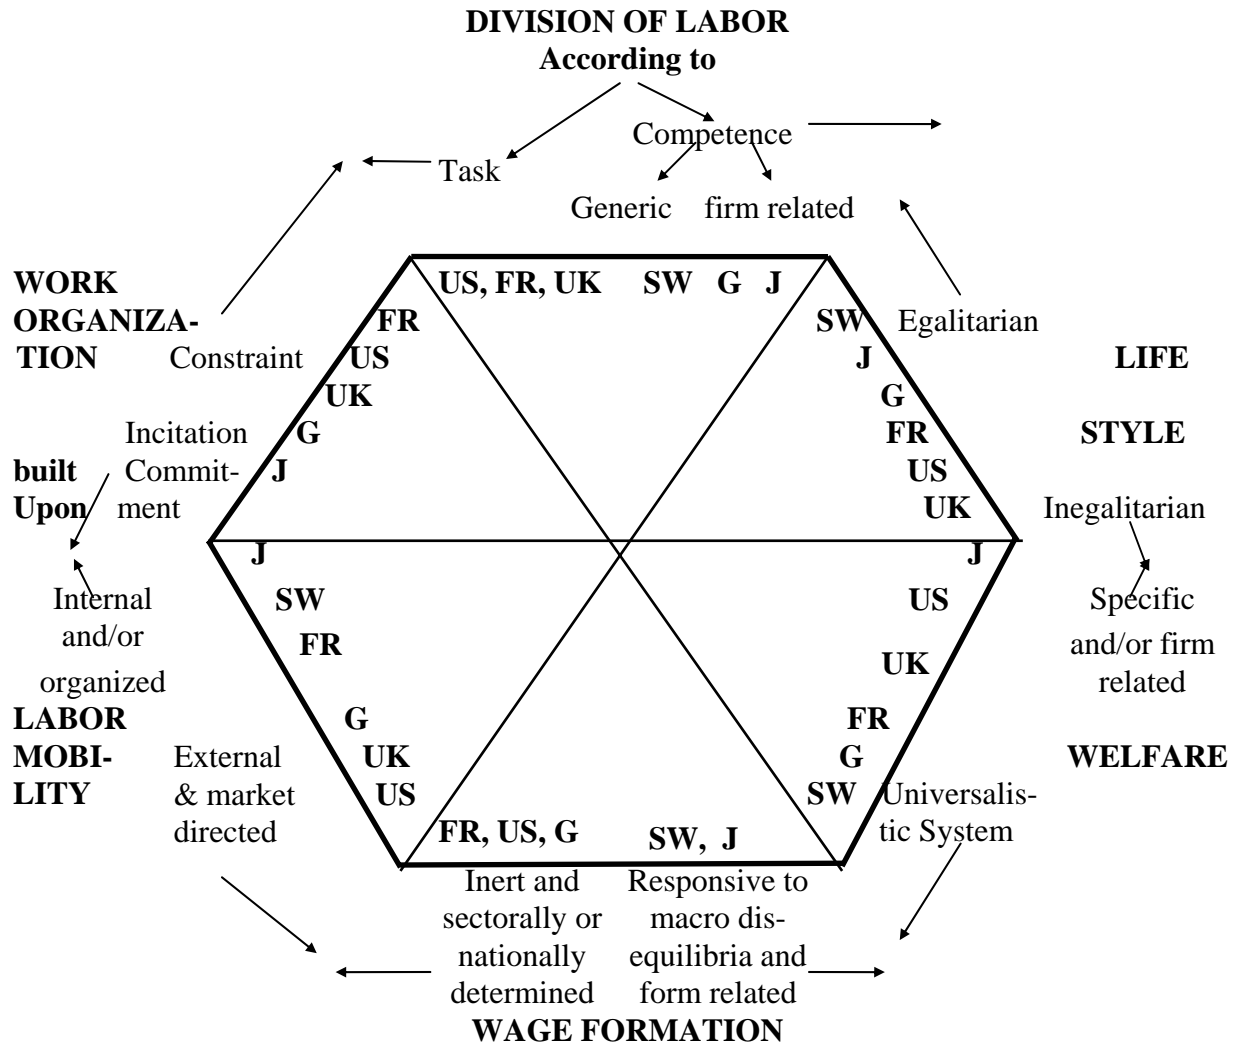 DIVISION OF LABOR
According to
Competence
Task
Generic firm related
WORK
ORGANIZA-
TION
Constraint
Incitation
built Commit-
Upon ment
US, FR, UK SW G J
FR
US
UK
G
J
SW
J
G
FR
US
UK
Egalitarian
LIFE
STYLE
Inegalitarian
J
SW
FR
G
UK
US
Internal
and/or
organized
LABOR
MOBI-
LITY
External
& market
directed
J
US
UK
FR
G
SW
Specific
and/or firm
related
WELFARE
Universalis-
tic System
FR, US, G SW, J
Inert and
sectorally or
nationally
determined
Responsive to
macro dis-
equilibria and
form related
WAGE FORMATION